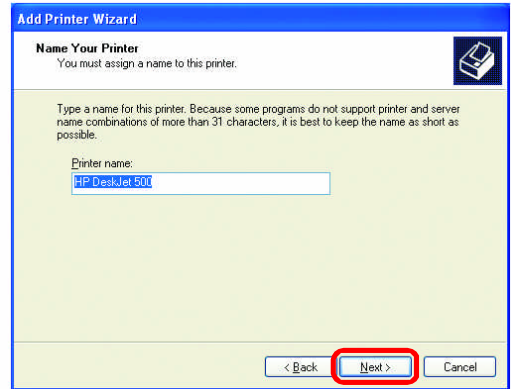 Add Printer Wizard
Name Your Printer
You must assign a name to this printer.
Type a name for this printer. Because some programs do not support printer and server
name combinations of more than 31 characters, it is best to keep the name as short as
possible.
Printer name:
HP DeskJet 500
< Back Next > Cancel